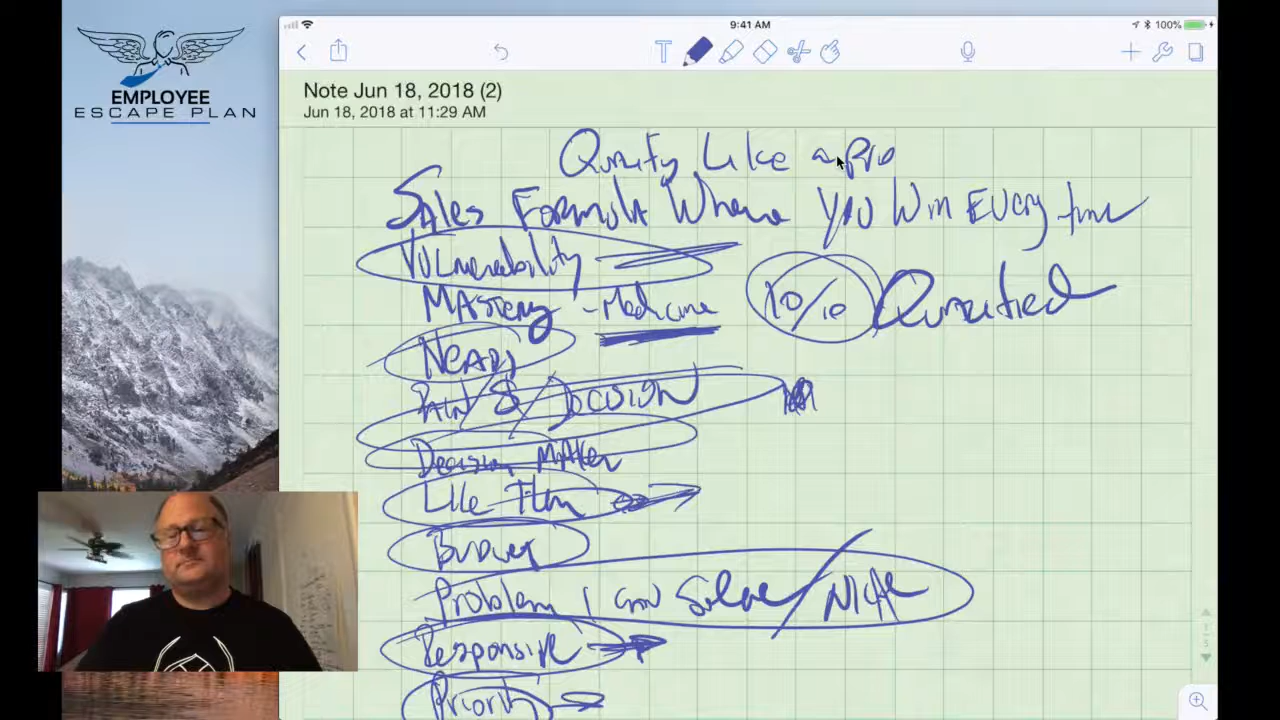 9:41 AM
100%
EMPLOYEE
ESCAPE PLAN
T
Note Jun 18, 2018 (2)
Jun 18, 2018 at 11:29 AM
Qualify Like a Pro
Sales Formula Where You Win Every time
Vulnerability
Mastery - Medicine
10/10 Qualified
Ready
Pain & Decision
Decision Maker
Like Them
Budget
Problem I can Solve / Niche
Responsive
Priority